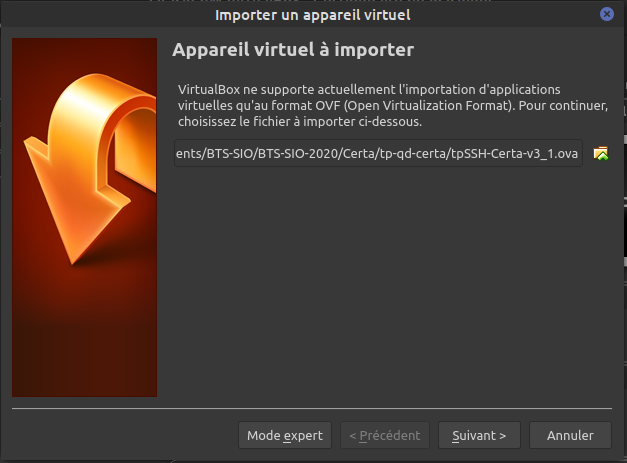 Importer un appareil virtuel
Appareil virtuel à importer
VirtualBox ne supporte actuellement l'importation d'applications
virtuelles qu'au format OVF (Open Virtualization Format). Pour continuer,
choisissez le fichier à importer ci-dessous.
ents/BTS-SIO/BTS-SIO-2020/Certa/tp-qd-certa/tpSSH-Certa-v3_1.ova
Mode expert
< Précédent
Suivant >
Annuler